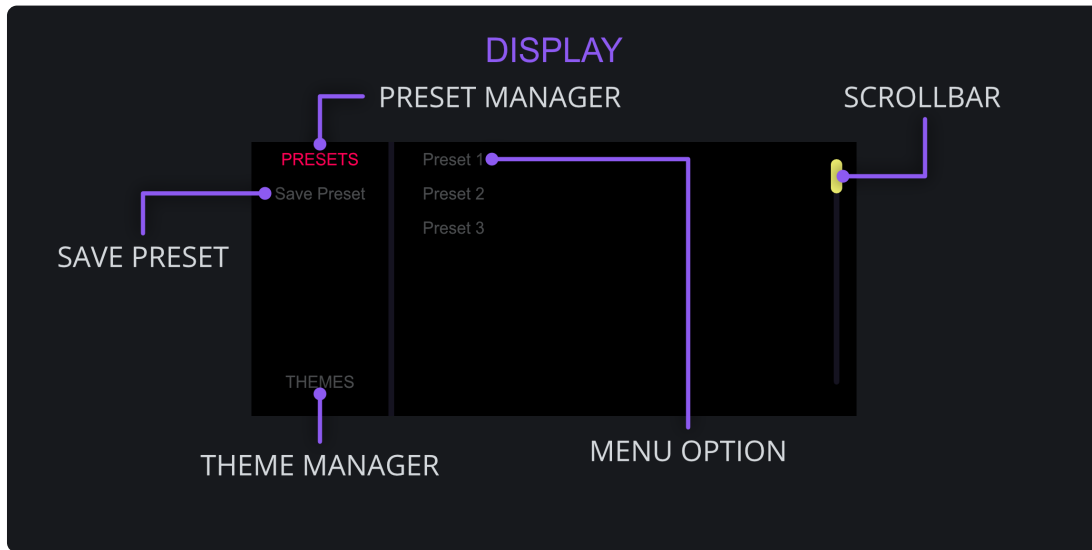 DISPLAY
PRESET MANAGER
SCROLLBAR
PRESETS
Preset 1
Save Preset
Preset 2
Preset 3
SAVE PRESET
THEMES
MENU OPTION
THEME MANAGER